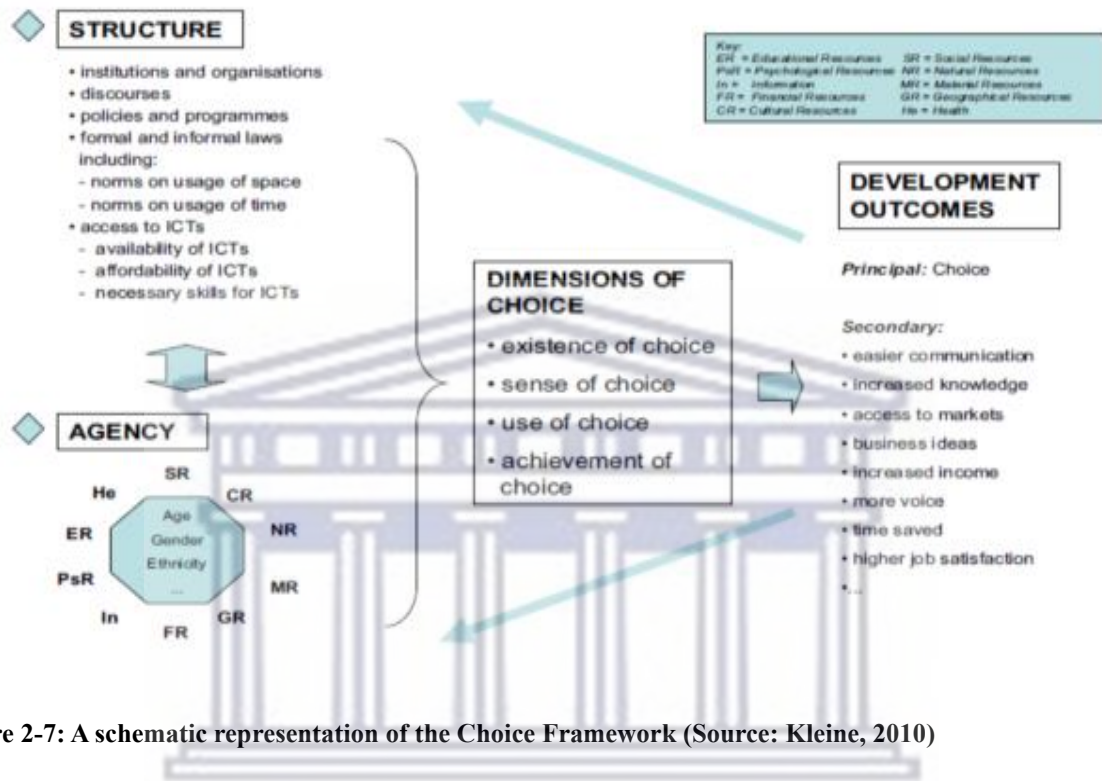 STRUCTURE
• institutions and organisations
• discourses
• policies and programmes
• formal and informal laws
including:
- norms on usage of space
- norms on usage of time
• access to ICTs
- availability of ICTs
- affordability of ICTs
- necessary skills for ICTs
AGENCY
SR
He
CR
ER
Age
Gender
Ethnicity
...
NR
PsR
MR
In
FR
GR
DIMENSIONS OF
CHOICE
• existence of choice
• sense of choice
• use of choice
• achievement of
choice
Key:
ER = Educational Resources SR = Social Resources
PsR = Psychological Resources NR = Natural Resources
In = Information MR = Material Resources
FR = Financial Resources GR = Geographical Resources
CR = Cultural Resources He = Health
DEVELOPMENT
OUTCOMES
Principal: Choice
Secondary:
• easier communication
• increased knowledge
• access to markets
• business ideas
• increased income
• more voice
• time saved
• higher job satisfaction
•...
re 2-7: A schematic representation of the Choice Framework (Source: Kleine, 2010)